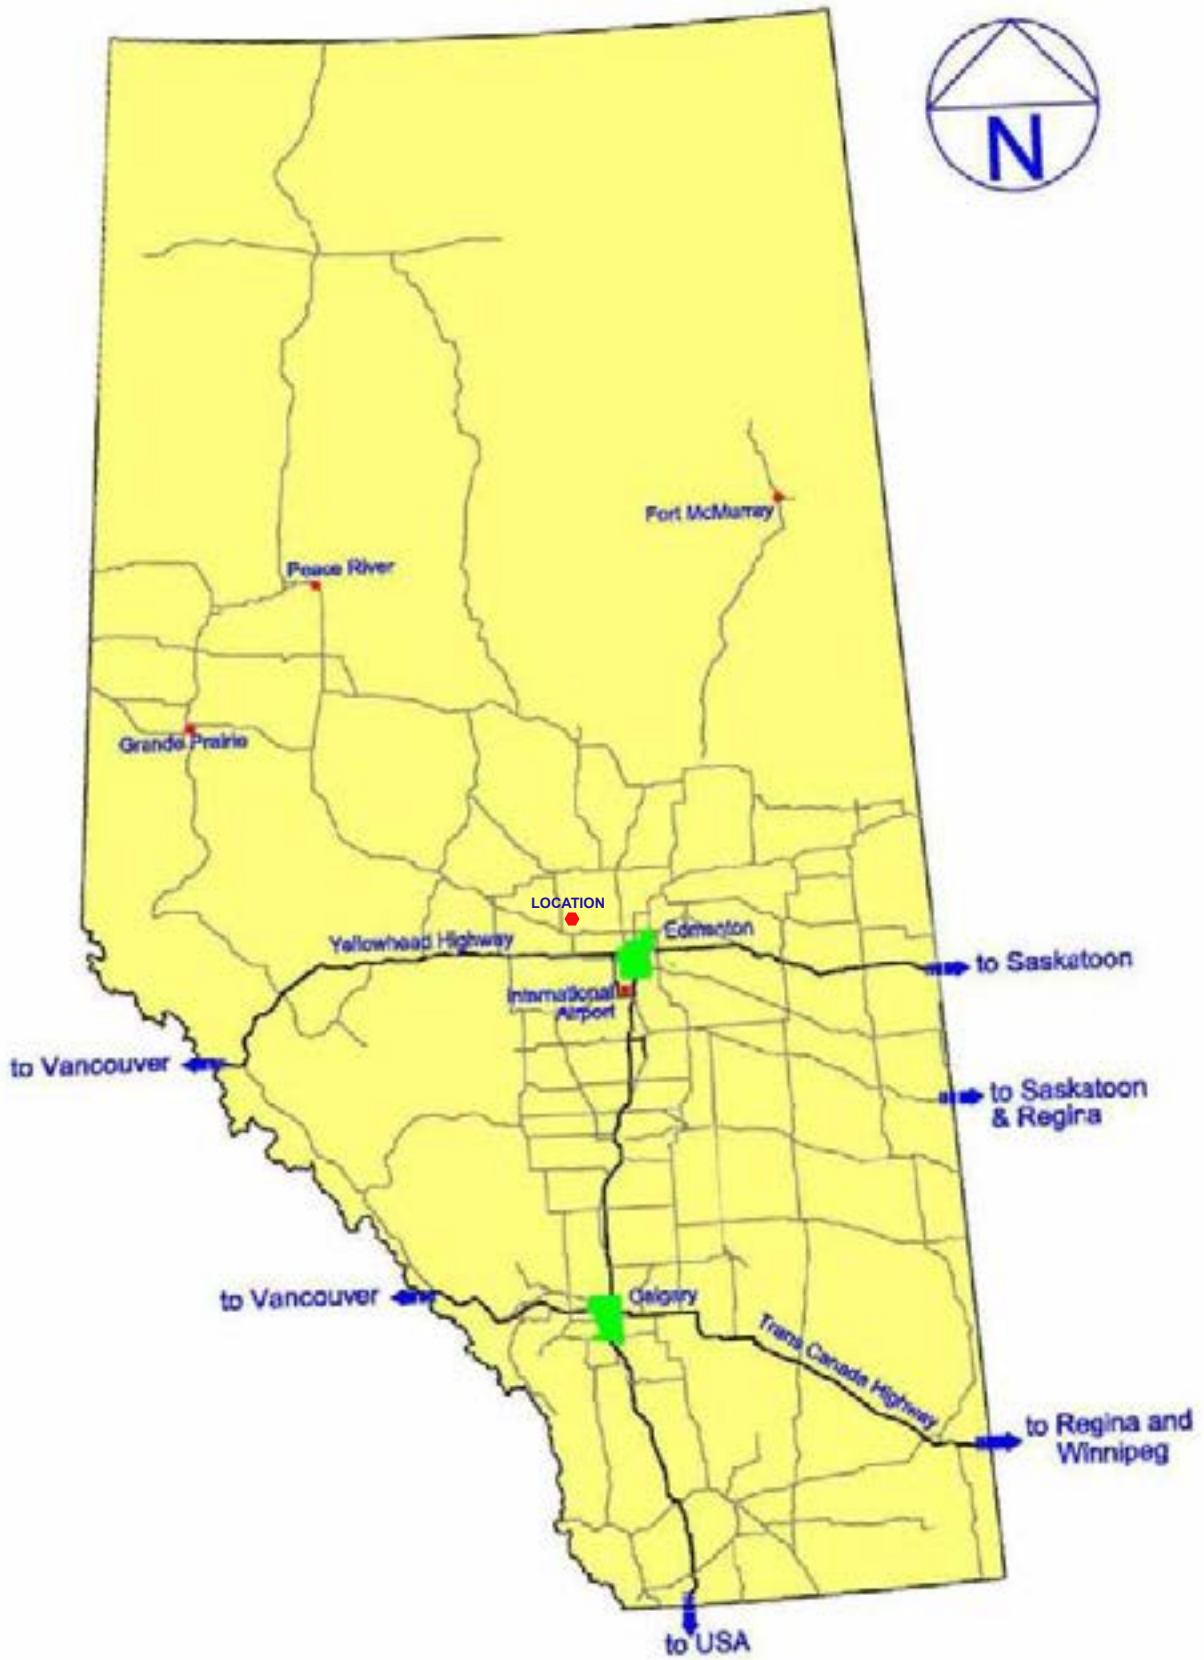 N
Fort McMurray
Peace River
Grande Prairie
LOCATION
Yellowhead Highway
Edmonton
to Saskatoon
International
Airport
to Vancouver
to Saskatoon
& Regina
to Vancouver
Calgary
Trans Canada Highway
to Regina and
Winnipeg
to USA